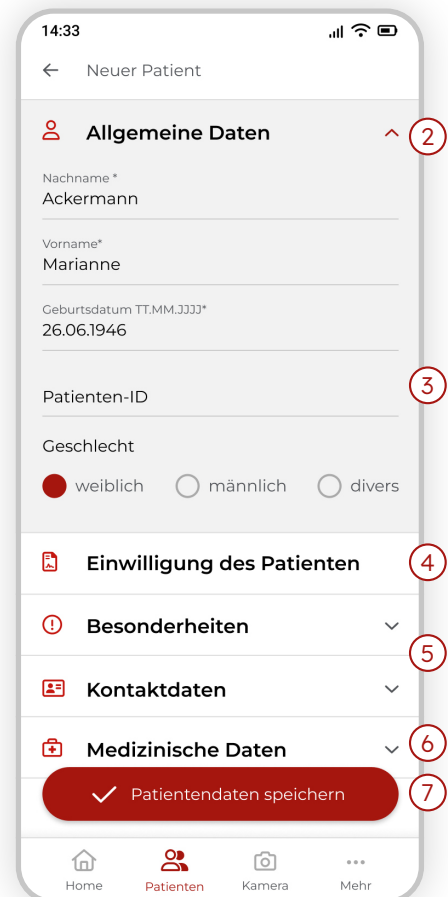 14:33
Neuer Patient
Allgemeine Daten
2
Nachname *
Ackermann
Vorname*
Marianne
Geburtsdatum TT.MM.JJJJ*
26.06.1946
3
Patienten-ID
Geschlecht
weiblich männlich divers
Einwilligung des Patienten
4
Besonderheiten
5
Kontaktdaten
Medizinische Daten
6
Patientendaten speichern
7
Home Patienten Kamera Mehr